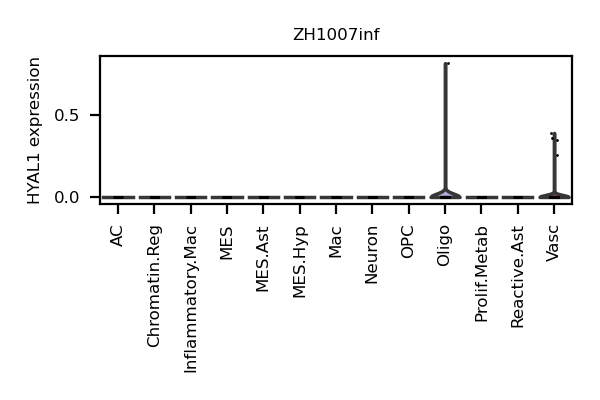 ZH1007inf
HYAL1 expression
0.5
0.0
AC
Chromatin.Reg
Inflammatory.Mac
MES
MES.Ast
MES.Hyp
Mac
Neuron
OPC
Oligo
Prolif.Metab
Reactive.Ast
Vasc